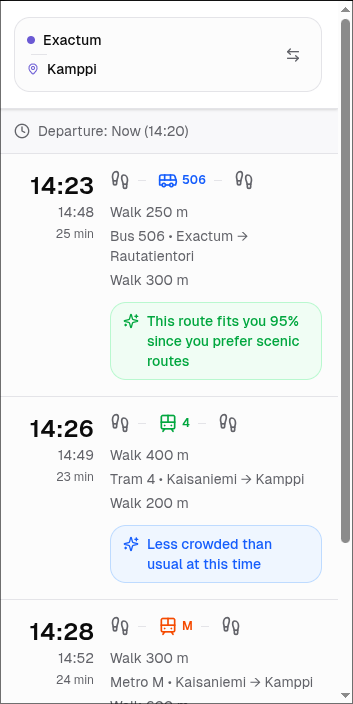 Exactum
Kamppi
Departure: Now (14:20)
14:23
506
14:48
Walk 250 m
25 min
Bus 506 • Exactum →
Rautatientori
Walk 300 m
This route fits you 95%
since you prefer scenic
routes
14:26
4
14:49
Walk 400 m
23 min
Tram 4 • Kaisaniemi → Kamppi
Walk 200 m
Less crowded than
usual at this time
14:28
M
14:52
Walk 300 m
24 min
Metro M • Kaisaniemi → Kamppi